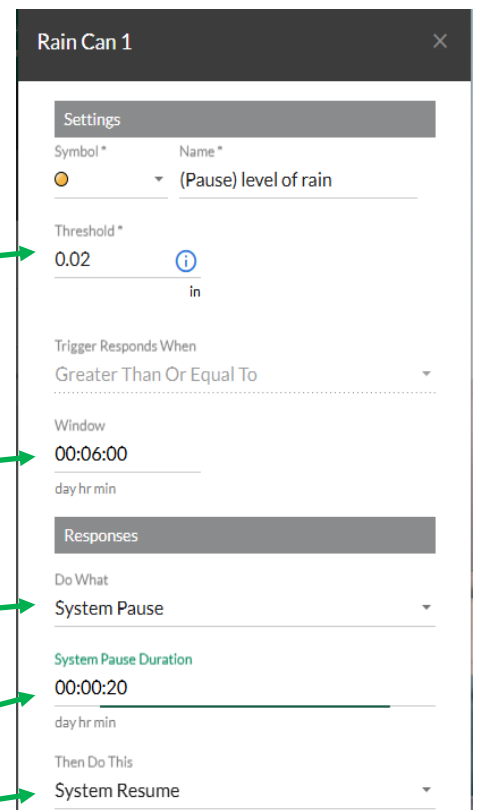 Rain Can 1 ×
Settings
Symbol * Name *
(Pause) level of rain
Threshold *
0.02
in
Trigger Responds When
Greater Than Or Equal To
Window
00:06:00
day hr min
Responses
Do What
System Pause
System Pause Duration
00:00:20
day hr min
Then Do This
System Resume